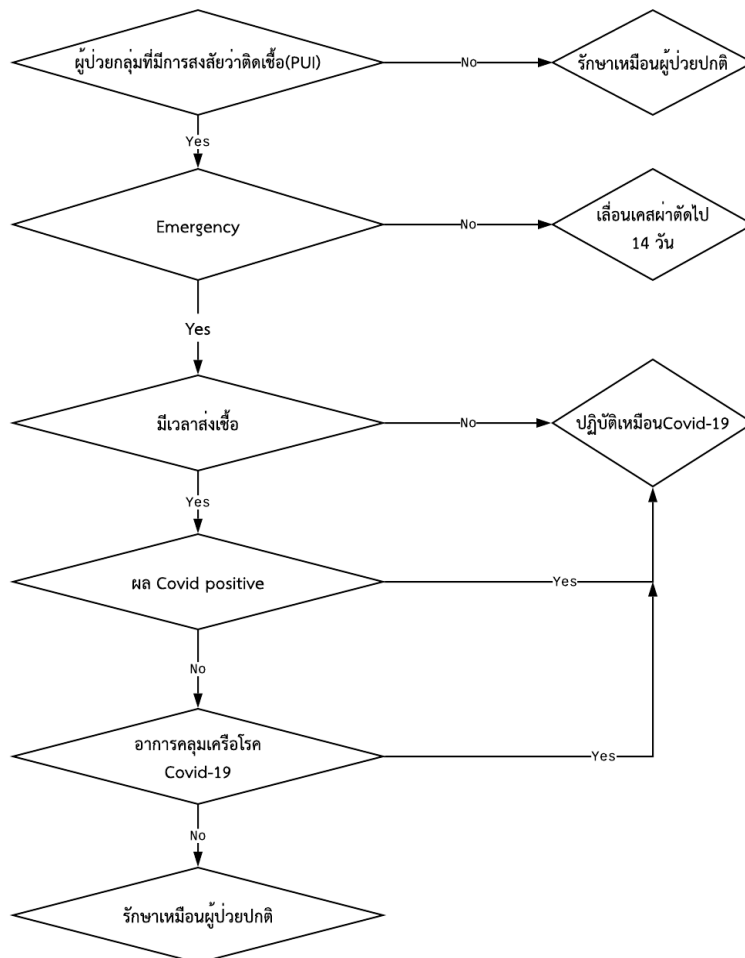 ผู้ป่วยกลุ่มที่มีการสงสัยว่าติดเชื้อ(PUI)
No
รักษาเหมือนผู้ป่วยปกติ
Yes
Emergency
No
เลื่อนเคสผ่าตัดไป
14 วัน
Yes
มีเวลาส่งเชื้อ
No
ปฏิบัติเหมือนCovid-19
Yes
ผล Covid positive
Yes
No
อาการคลุมเครือโรค
Covid-19
Yes
No
รักษาเหมือนผู้ป่วยปกติ